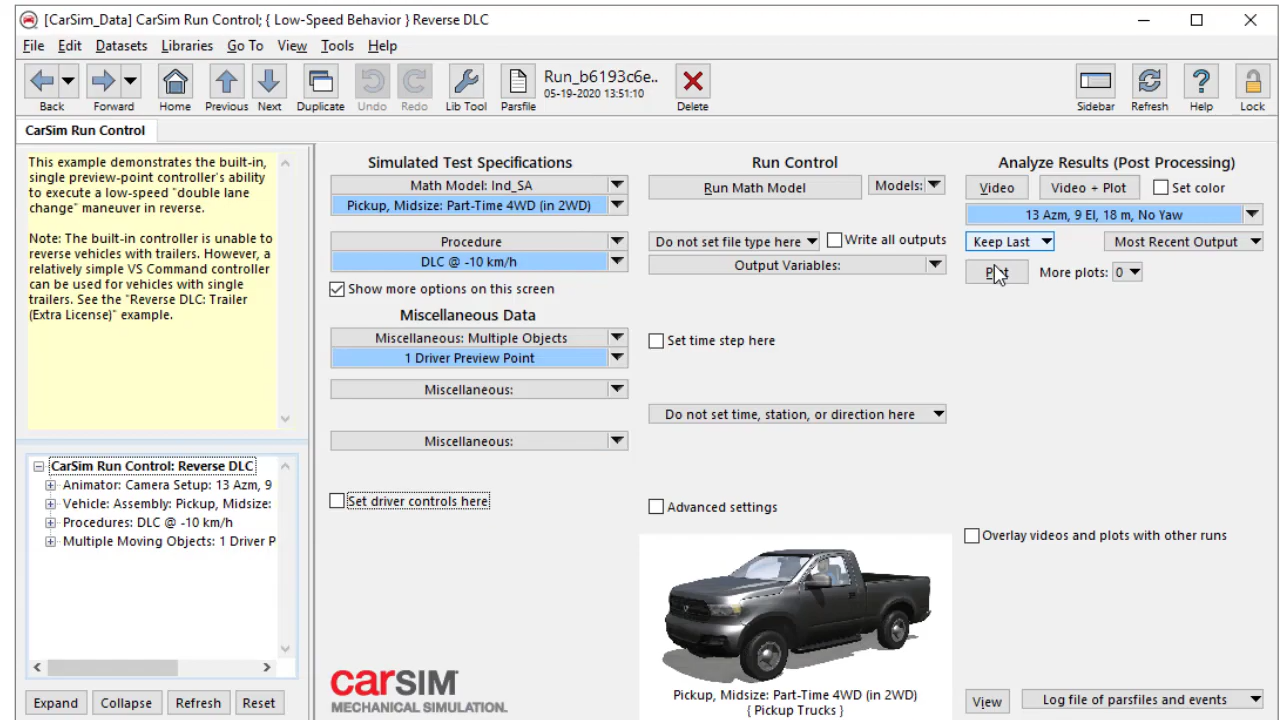 [CarSim_Data] CarSim Run Control; { Low-Speed Behavior } Reverse DLC
File Edit Datasets Libraries Go To View Tools Help
Run_b6193c6e..
05-19-2020 13:51:10
Back Forward Home Previous Next Duplicate Undo Redo Lib Tool Parsfile Delete Sidebar Refresh Help Lock
CarSim Run Control
This example demonstrates the built-in,
single preview-point controller's ability
to execute a low-speed "double lane
change" maneuver in reverse.
Note: The built-in controller is unable to
reverse vehicles with trailers. However, a
relatively simple VS Command controller
can be used for vehicles with single
trailers. See the "Reverse DLC: Trailer
(Extra License)" example.
CarSim Run Control: Reverse DLC
Animator: Camera Setup: 13 Azm, 9
Vehicle: Assembly: Pickup, Midsize:
Procedures: DLC @ -10 km/h
Multiple Moving Objects: 1 Driver P
Expand Collapse Refresh Reset
Simulated Test Specifications
Math Model: Ind_SA
Pickup, Midsize: Part-Time 4WD (in 2WD)
Procedure
DLC @ -10 km/h
Show more options on this screen
Miscellaneous Data
Miscellaneous: Multiple Objects
1 Driver Preview Point
Miscellaneous:
Miscellaneous:
Set driver controls here
carSIM
MECHANICAL SIMULATION.
Run Control
Run Math Model Models:
Do not set file type here Write all outputs
Output Variables:
Set time step here
Do not set time, station, or direction here
Advanced settings
Pickup, Midsize: Part-Time 4WD (in 2WD)
{ Pickup Trucks }
Analyze Results (Post Processing)
Video Video + Plot Set color
13 Azm, 9 El, 18 m, No Yaw
Keep Last Most Recent Output
Plot More plots: 0
Overlay videos and plots with other runs
View Log file of parsfiles and events